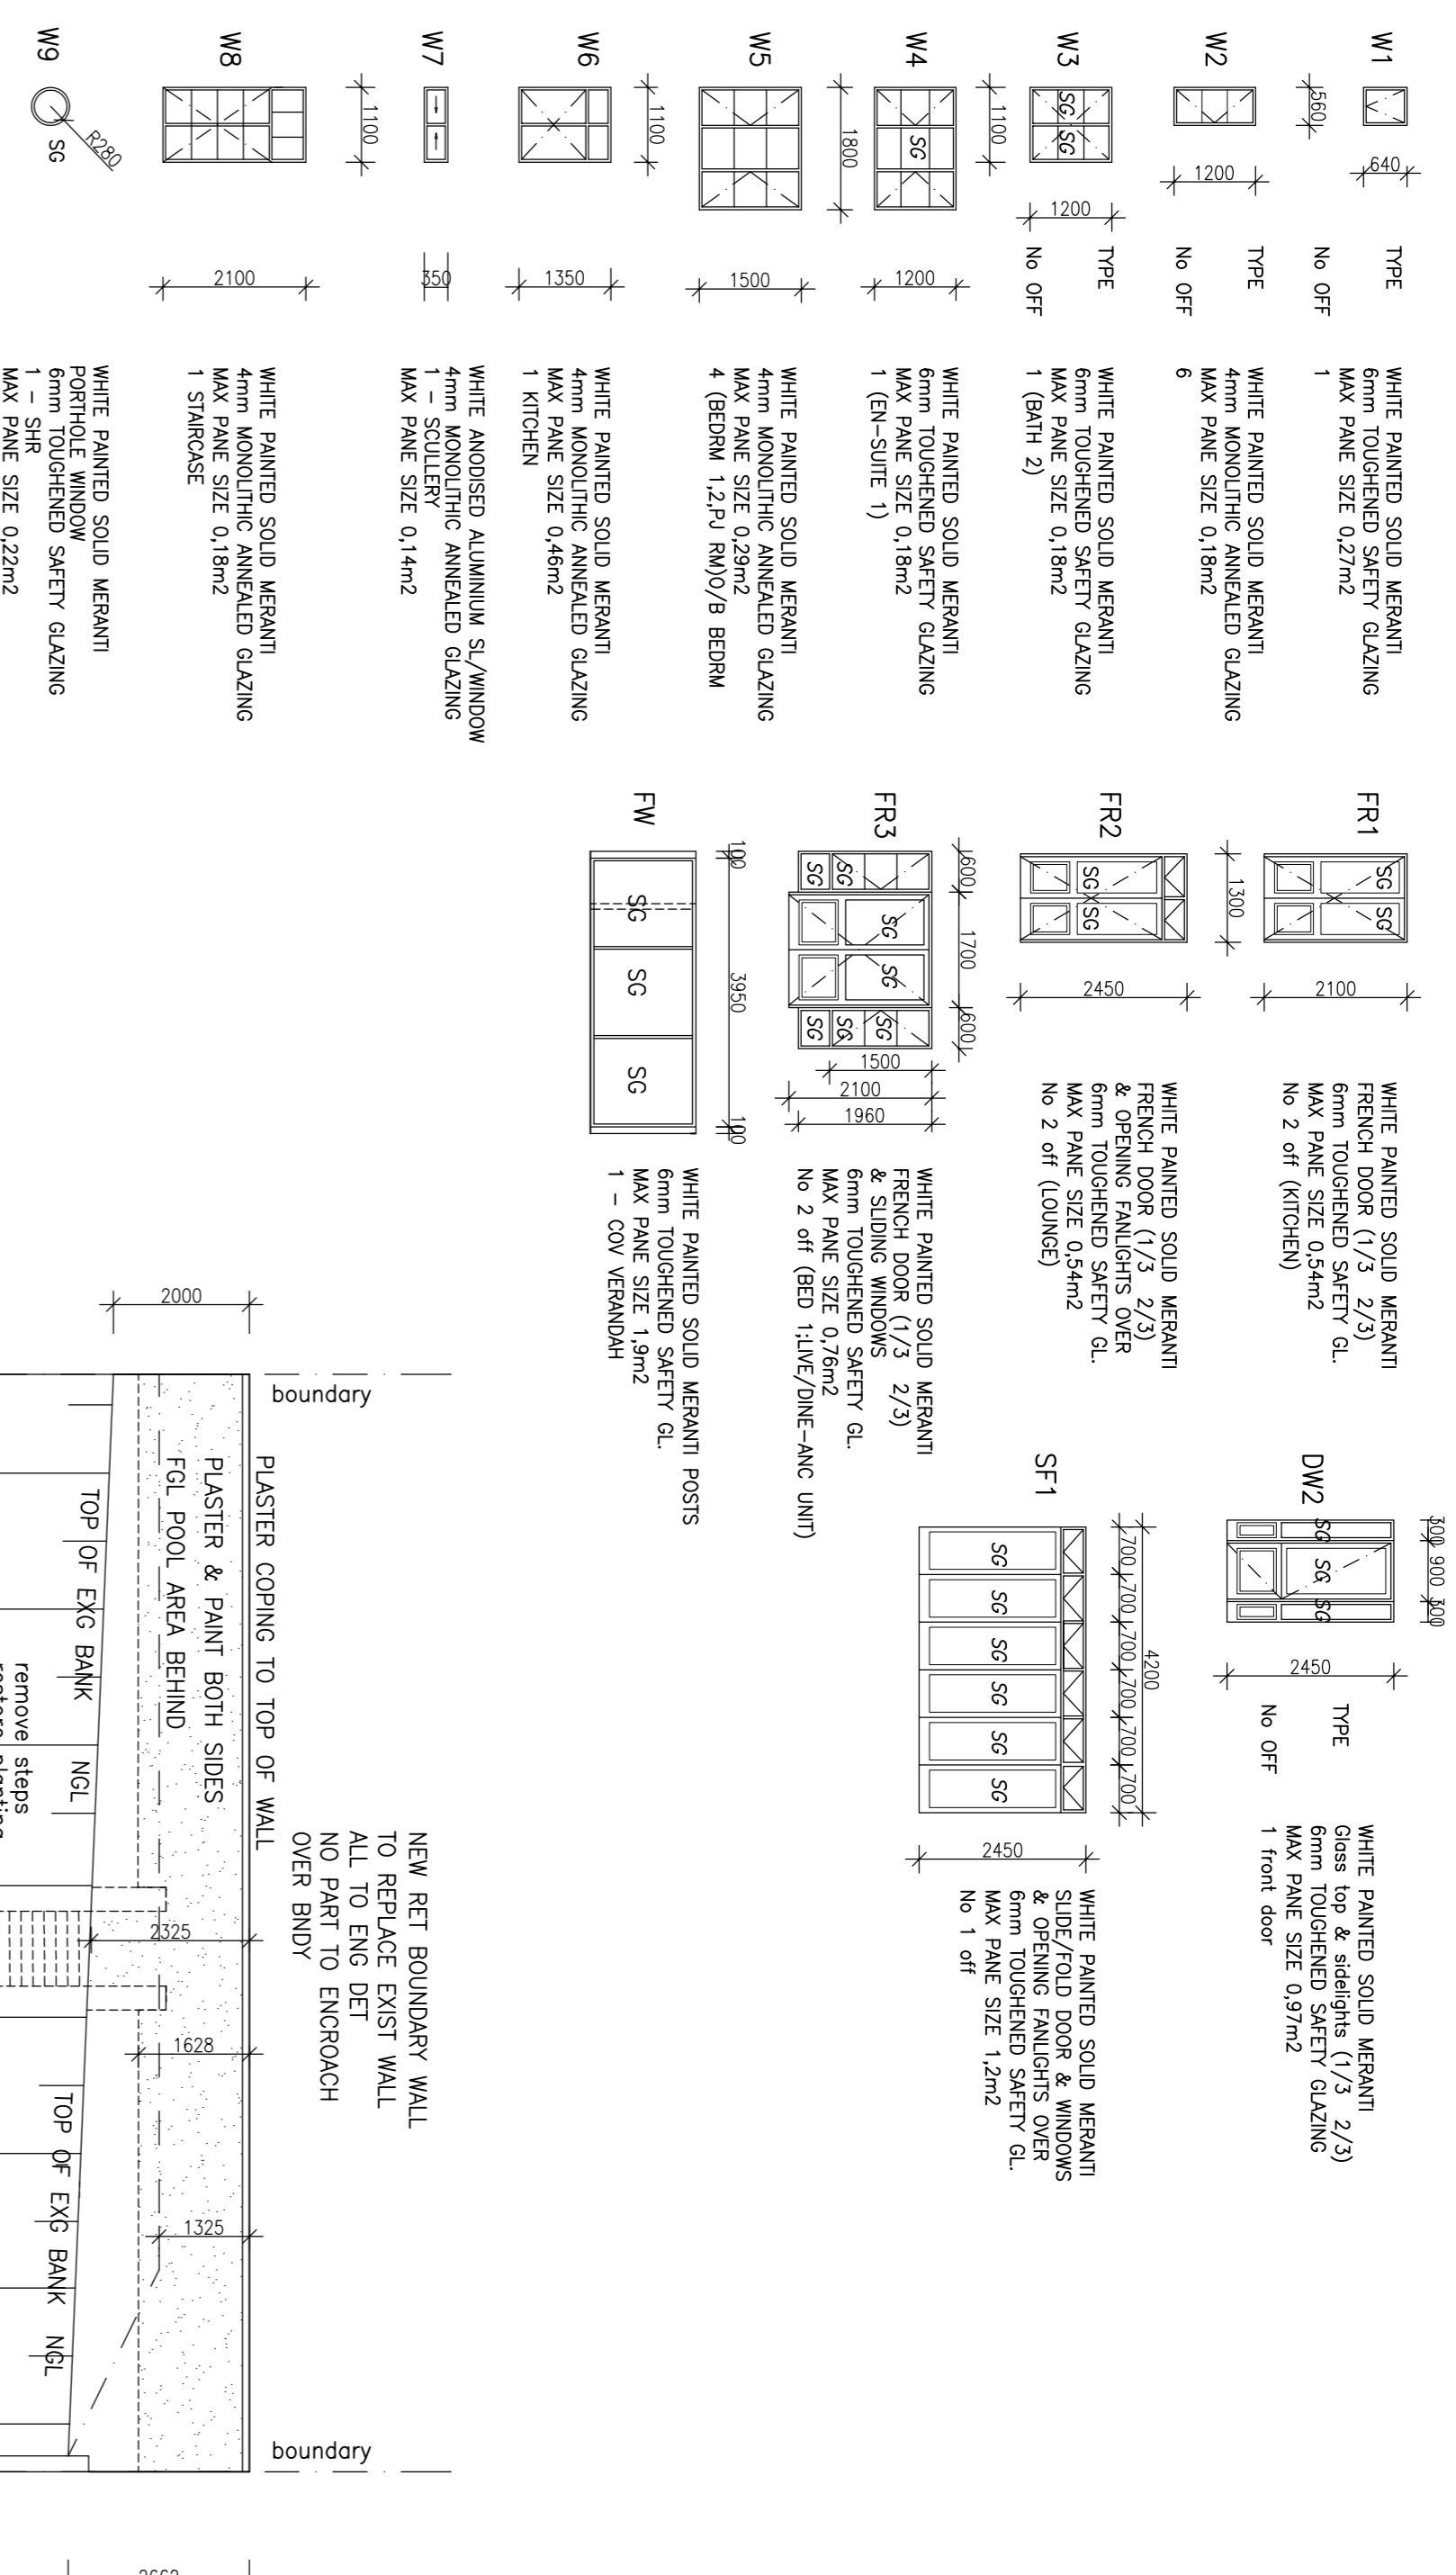 W1
560
640
TYPE
No OFF
WHITE PAINTED SOLID MERANTI
6mm TOUGHENED SAFETY GLAZING
MAX PANE SIZE 0,27m2
1
W2
1200
TYPE
No OFF
WHITE PAINTED SOLID MERANTI
4mm MONOLITHIC ANNEALED GLAZING
MAX PANE SIZE 0,18m2
6
W3
SG SG
1200
TYPE
No OFF
WHITE PAINTED SOLID MERANTI
6mm TOUGHENED SAFETY GLAZING
MAX PANE SIZE 0,18m2
1 (BATH 2)
W4
1100
SG
1200
WHITE PAINTED SOLID MERANTI
6mm TOUGHENED SAFETY GLAZING
MAX PANE SIZE 0,18m2
1 (EN-SUITE 1)
W5
1800
1500
WHITE PAINTED SOLID MERANTI
4mm MONOLITHIC ANNEALED GLAZING
MAX PANE SIZE 0,29m2
4 (BEDRM 1,2,PJ RM)O/B BEDRM
W6
1100
1350
WHITE PAINTED SOLID MERANTI
4mm MONOLITHIC ANNEALED GLAZING
MAX PANE SIZE 0,46m2
1 KITCHEN
W7
350
WHITE ANODISED ALUMINIUM SL/WINDOW
4mm MONOLITHIC ANNEALED GLAZING
1 - SCULLERY
MAX PANE SIZE 0,14m2
W8
1100
2100
WHITE PAINTED SOLID MERANTI
4mm MONOLITHIC ANNEALED GLAZING
MAX PANE SIZE 0,18m2
1 STAIRCASE
W9
R280
SG
WHITE PAINTED SOLID MERANTI
PORTHOLE WINDOW
6mm TOUGHENED SAFETY GLAZING
1 - SHR
MAX PANE SIZE 0,22m2
FR1
SG SG
1300
2100
WHITE PAINTED SOLID MERANTI
FRENCH DOOR (1/3 2/3)
6mm TOUGHENED SAFETY GL.
MAX PANE SIZE 0,54m2
No 2 off (KITCHEN)
FR2
SG SG
2450
WHITE PAINTED SOLID MERANTI
FRENCH DOOR (1/3 2/3)
& OPENING FANLIGHTS OVER
6mm TOUGHENED SAFETY GL.
MAX PANE SIZE 0,54m2
No 2 off (LOUNGE)
FR3
600 1700 600
SG SG SG SG SG SG SG
1500
2100
1960
WHITE PAINTED SOLID MERANTI
FRENCH DOOR (1/3 2/3)
& SLIDING WINDOWS
6mm TOUGHENED SAFETY GL.
MAX PANE SIZE 0,76m2
No 2 off (BED 1;LIVE/DINE-ANC UNIT)
FW
100 3950 100
SG SG SG
WHITE PAINTED SOLID MERANTI POSTS
6mm TOUGHENED SAFETY GL.
MAX PANE SIZE 1,9m2
1 - COV VERANDAH
DW2
300 900 300
SG SG SG
2450
TYPE
No OFF
WHITE PAINTED SOLID MERANTI
Glass top & sidelights (1/3 2/3)
6mm TOUGHENED SAFETY GLAZING
MAX PANE SIZE 0,97m2
1 front door
SF1
4200
700 700 700 700 700 700
SG SG SG SG SG SG
2450
WHITE PAINTED SOLID MERANTI
SLIDE/FOLD DOOR & WINDOWS
& OPENING FANLIGHTS OVER
6mm TOUGHENED SAFETY GL.
MAX PANE SIZE 1,2m2
No 1 off
NEW RET BOUNDARY WALL
TO REPLACE EXIST WALL
ALL TO ENG DET
NO PART TO ENCROACH
OVER BNDY
boundary
boundary
2000
PLASTER COPING TO TOP OF WALL
PLASTER & PAINT BOTH SIDES
FGL POOL AREA BEHIND
TOP OF EXG BANK NGL
remove steps
restore planting
2325
1628
1325
TOP OF EXG BANK NGL